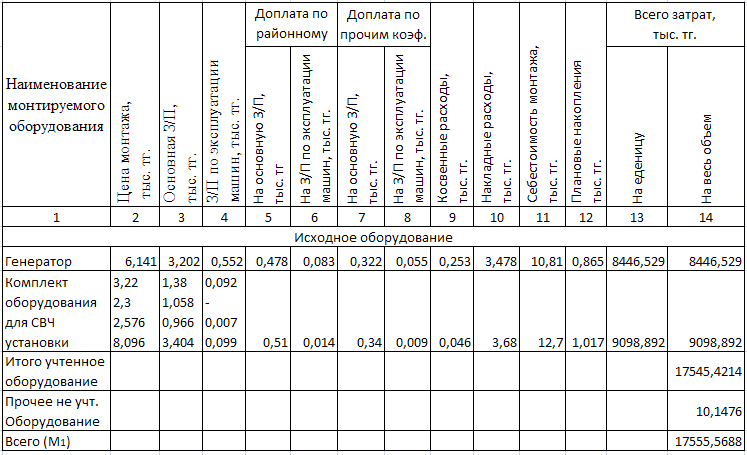 Наименование
монтируемого
оборудования
Цена монтажа,
тыс. тг.
Основная З/П,
тыс. тг.
З/П по эксплуатации
машин, тыс. тг.
Доплата по
районному
На основную З/П,
тыс. тг
На З/П по эксплуатации
машин, тыс. тг.
Доплата по
прочим коэф.
На основную З/П,
тыс. тг.
На З/П по эксплуатации
машин, тыс. тг.
Косвенные расходы,
тыс. тг.
Накладные расходы,
тыс. тг.
Себестоимость монтажа,
тыс. тг.
Плановые накопления
тыс. тг.
Всего затрат,
тыс. тг.
На еденицу
На весь объем
1 2 3 4 5 6 7 8 9 10 11 12 13 14
Исходное оборудование
Генератор 6,141 3,202 0,552 0,478 0,083 0,322 0,055 0,253 3,478 10,81 0,865 8446,529 8446,529
Комплект 3,22 1,38 0,092
оборудования 2,3 1,058 -
для СВЧ 2,576 0,966 0,007
установки 8,096 3,404 0,099 0,51 0,014 0,34 0,009 0,046 3,68 12,7 1,017 9098,892 9098,892
Итого учтенное
оборудование 17545,4214
Прочее не учт.
Оборудование 10,1476
Всего (М1) 17555,5688